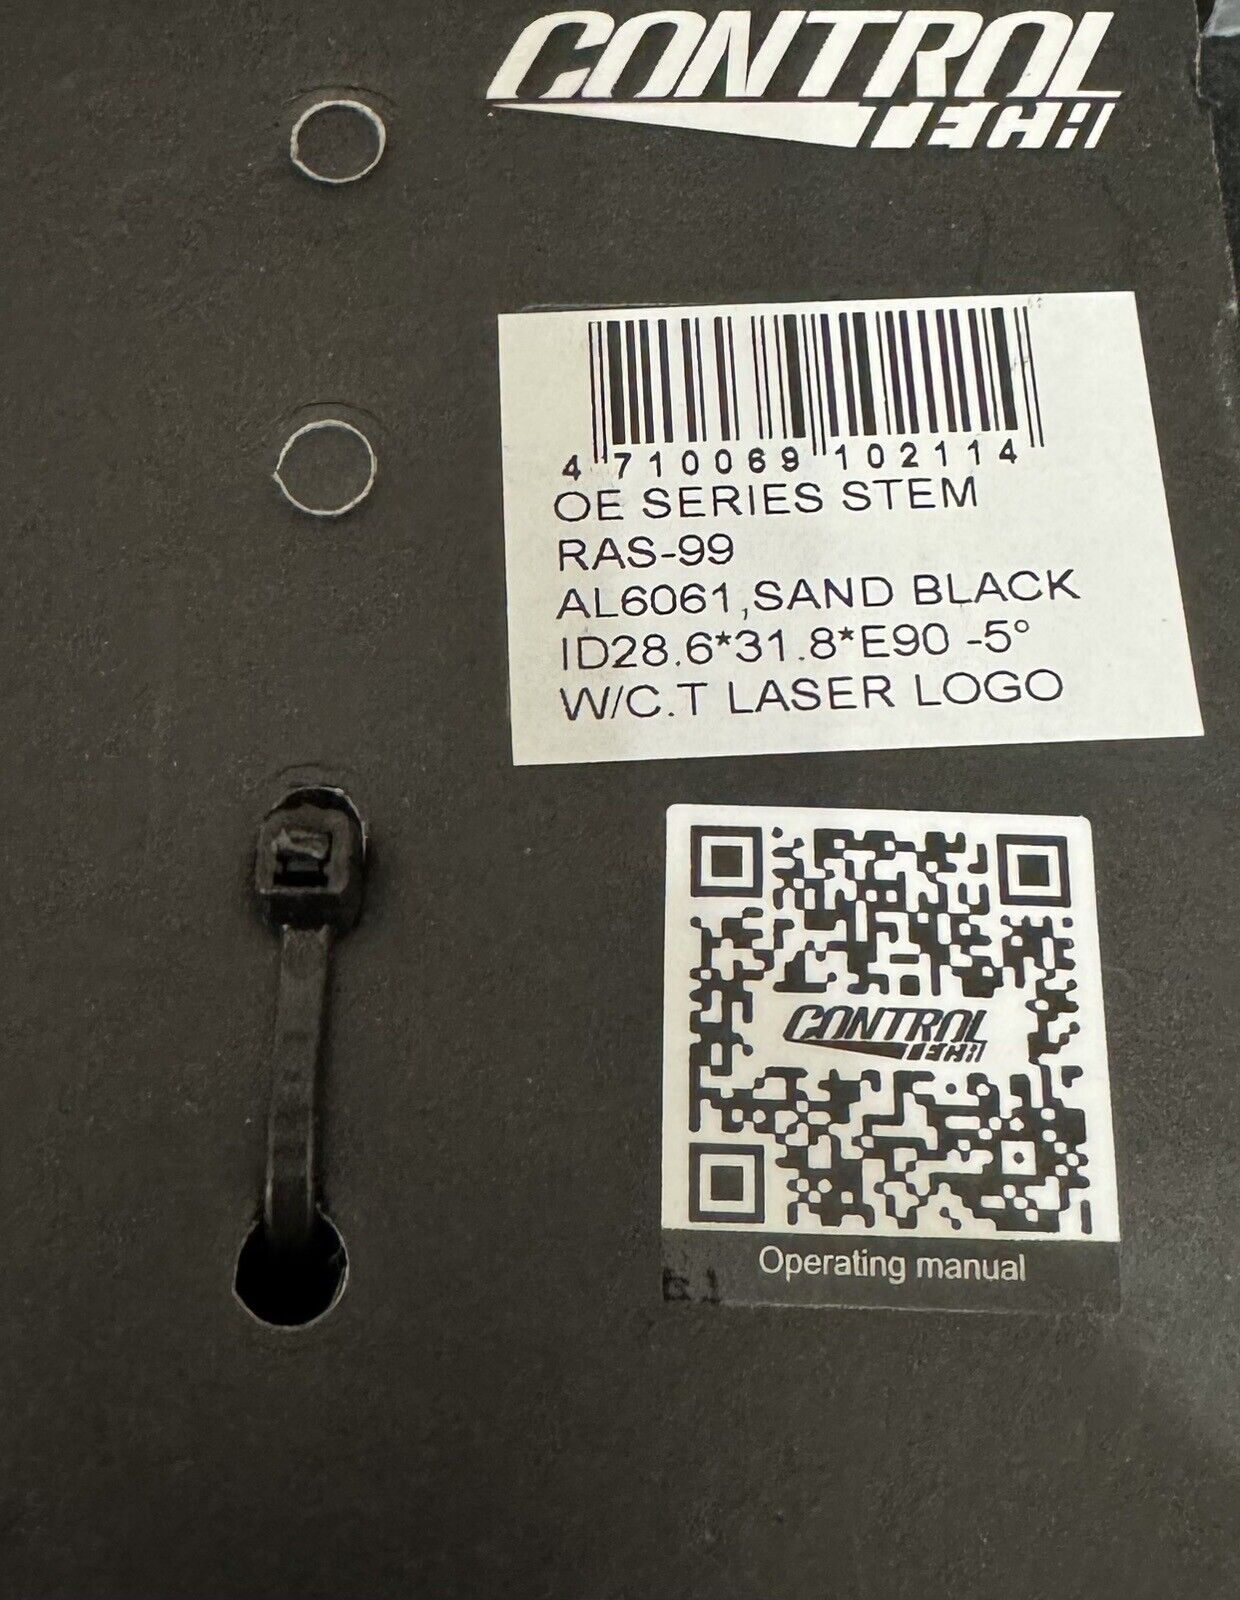 CONTROL
TECH
4 710069 102114
OE SERIES STEM
RAS-99
AL6061,SAND BLACK
ID28.6*31.8*E90 -5°
W/C.T LASER LOGO
CONTROL
TECH
Operating manual